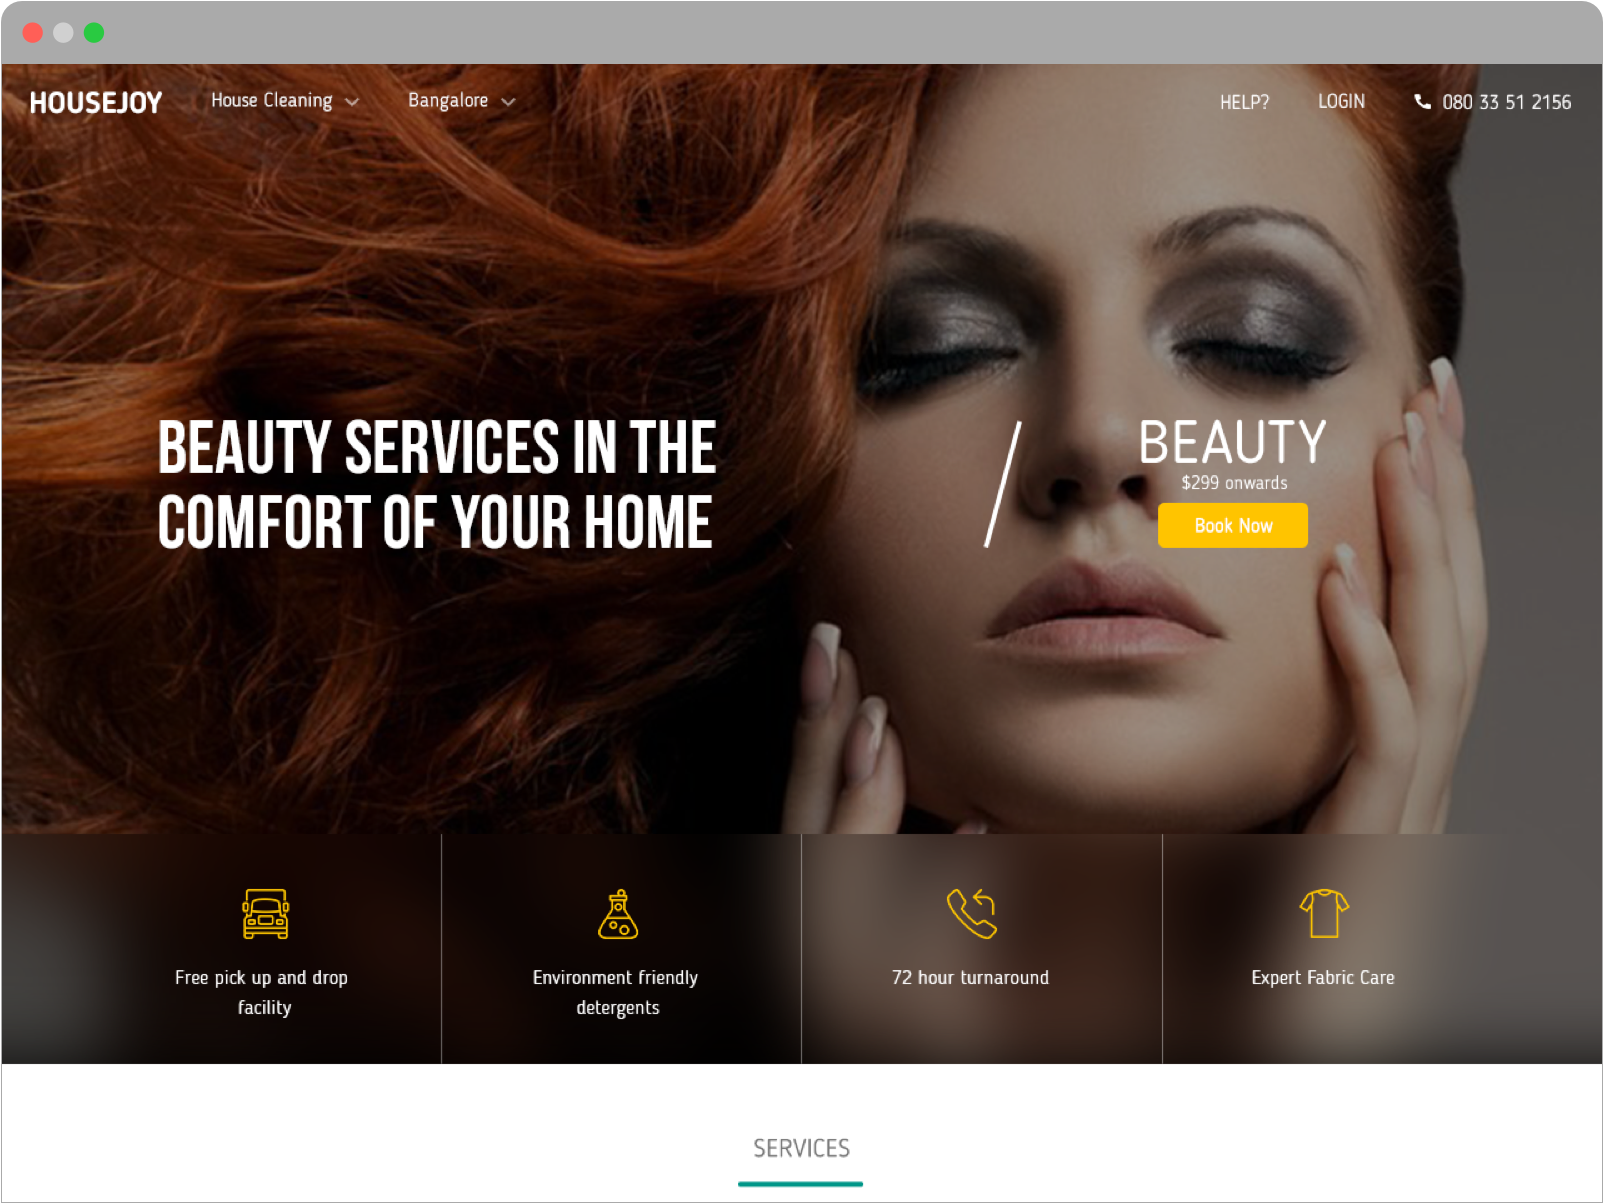 HOUSEJOY
House Cleaning
Bangalore
HELP?
LOGIN
080 33 51 2156
BEAUTY SERVICES IN THE
COMFORT OF YOUR HOME
BEAUTY
$299 onwards
Book Now
Free pick up and drop
facility
Environment friendly
detergents
72 hour turnaround
Expert Fabric Care
SERVICES